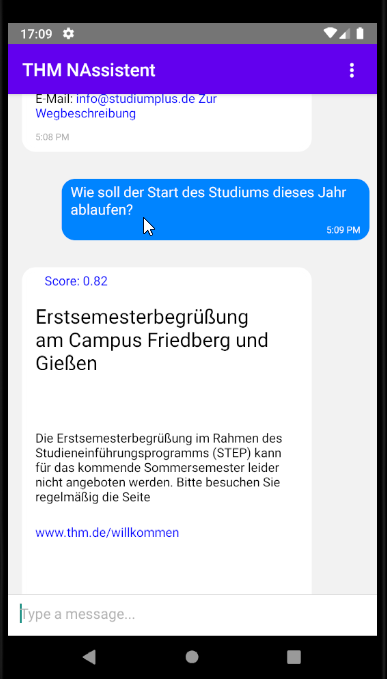 17:09
THM NAssistent
E-Mail: info@studiumplus.de Zur
Wegbeschreibung
5:08 PM
Wie soll der Start des Studiums dieses Jahr
ablaufen?
5:09 PM
Score: 0.82
Erstsemesterbegrüßung
am Campus Friedberg und
Gießen
Die Erstsemesterbegrüßung im Rahmen des
Studieneinführungsprogramms (STEP) kann
für das kommende Sommersemester leider
nicht angeboten werden. Bitte besuchen Sie
regelmäßig die Seite
www.thm.de/willkommen
Type a message...